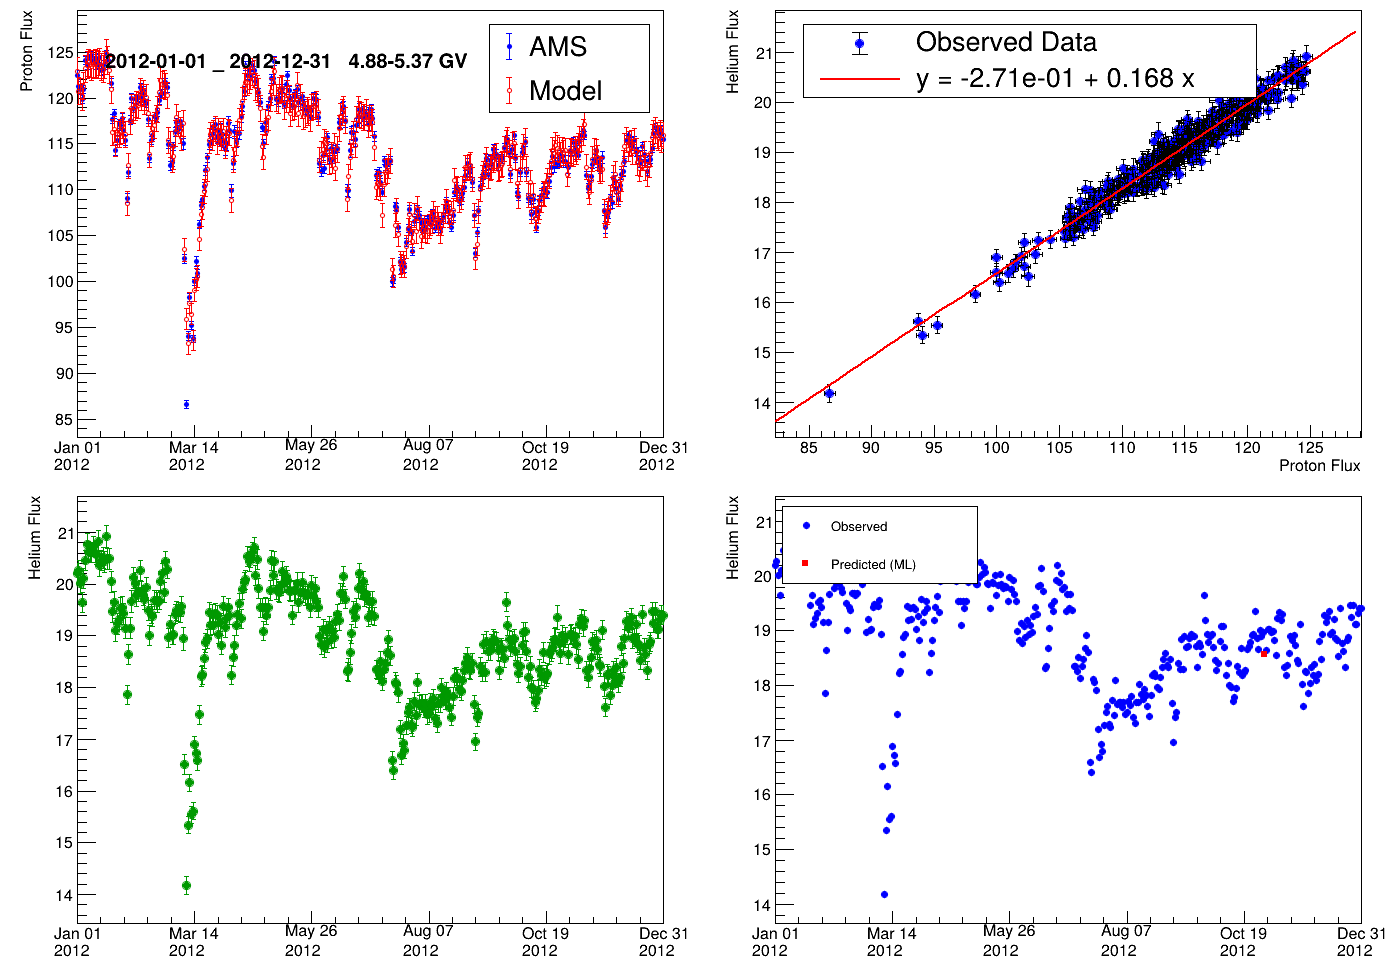 Proton Flux
125
120
115
110
105
100
95
90
85
2012-01-01 _ 2012-12-31 4.88-5.37 GV
AMS
Model
Jan 01
2012
Mar 14
2012
May 26
2012
Aug 07
2012
Oct 19
2012
Dec 31
2012
Helium Flux
21
20
19
18
17
16
15
14
Observed Data
y = -2.71e-01 + 0.168 x
85
90
95
100
105
110
115
120
125
Proton Flux
Helium Flux
21
20
19
18
17
16
15
14
Jan 01
2012
Mar 14
2012
May 26
2012
Aug 07
2012
Oct 19
2012
Dec 31
2012
Helium Flux
21
20
19
18
17
16
15
14
Observed
Predicted (ML)
Jan 01
2012
Mar 14
2012
May 26
2012
Aug 07
2012
Oct 19
2012
Dec 31
2012